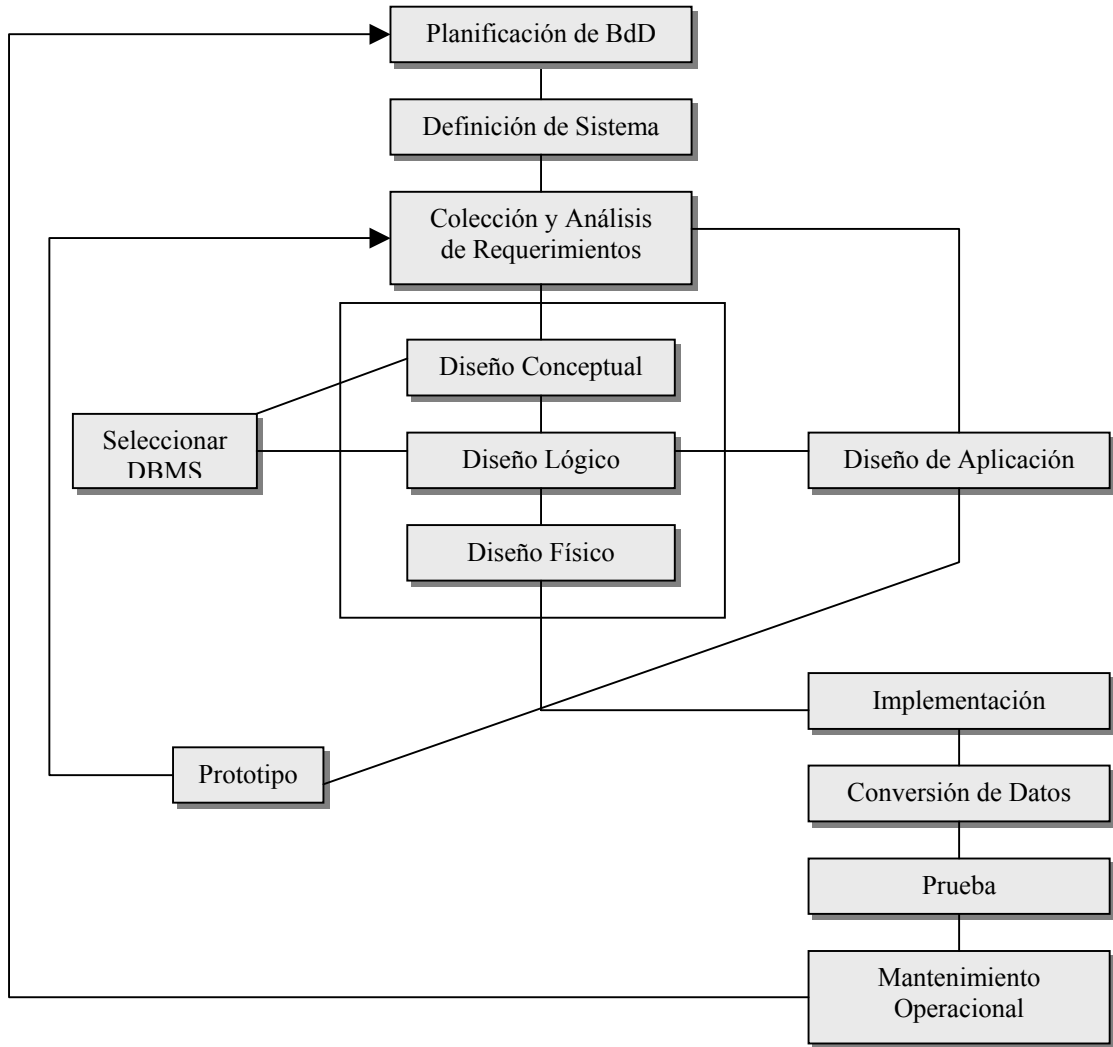 Planificación de BdD
Definición de Sistema
Colección y Análisis
de Requerimientos
Diseño Conceptual
Seleccionar
DBMS
Diseño Lógico
Diseño de Aplicación
Diseño Físico
Implementación
Prototipo
Conversión de Datos
Prueba
Mantenimiento
Operacional